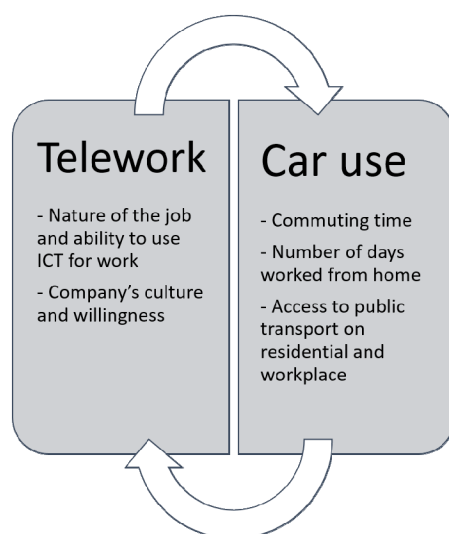 Telework
- Nature of the job
and ability to use
ICT for work
- Company's culture
and willingness
Car use
- Commuting time
- Number of days
worked from home
- Access to public
transport on
residential and
workplace